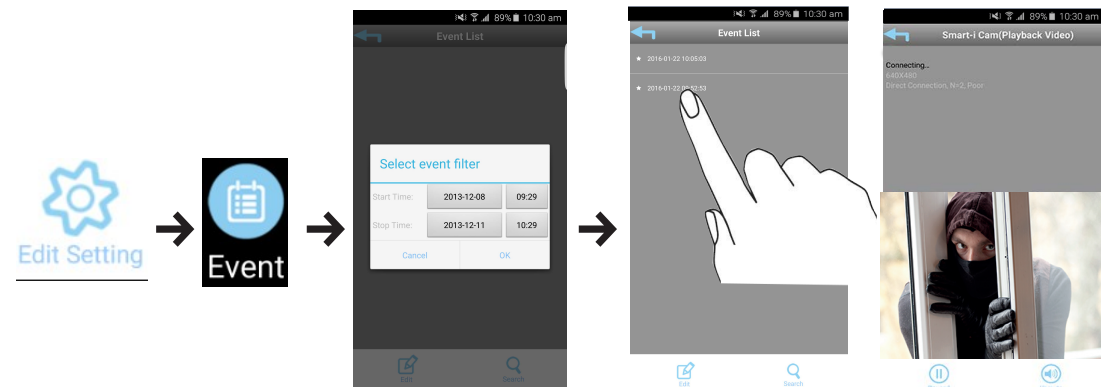 Edit Setting
Event
89% 10:30 am
Event List
Select event filter
Start Time: 2013-12-08 09:29
Stop Time: 2013-12-11 10:29
Cancel OK
Edit Search
89% 10:30 am
Event List
★ 2016-01-22 10:05:03
★ 2016-01-22 :52:53
Edit Search
89% 10:30 am
Smart-i Cam(Playback Video)
Connecting..
640X480
Direct Connection, N=2, Poor